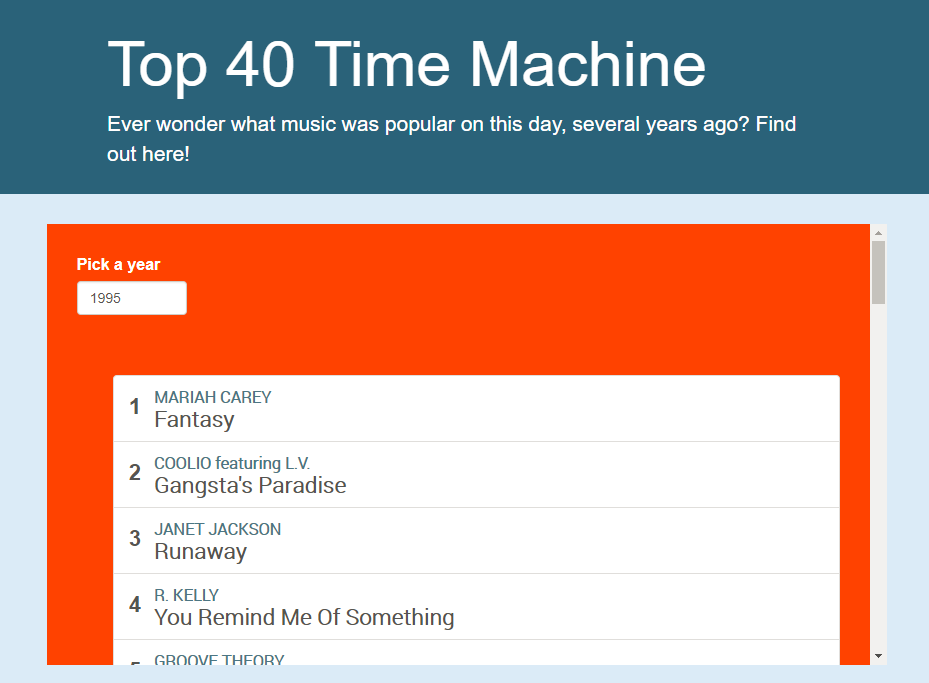 Top 40 Time Machine
Ever wonder what music was popular on this day, several years ago? Find
out here!
Pick a year
1995
1 MARIAH CAREY
Fantasy
2 COOLIO featuring L.V.
Gangsta's Paradise
3 JANET JACKSON
Runaway
4 R. KELLY
You Remind Me Of Something
5 GROOVE THEORY